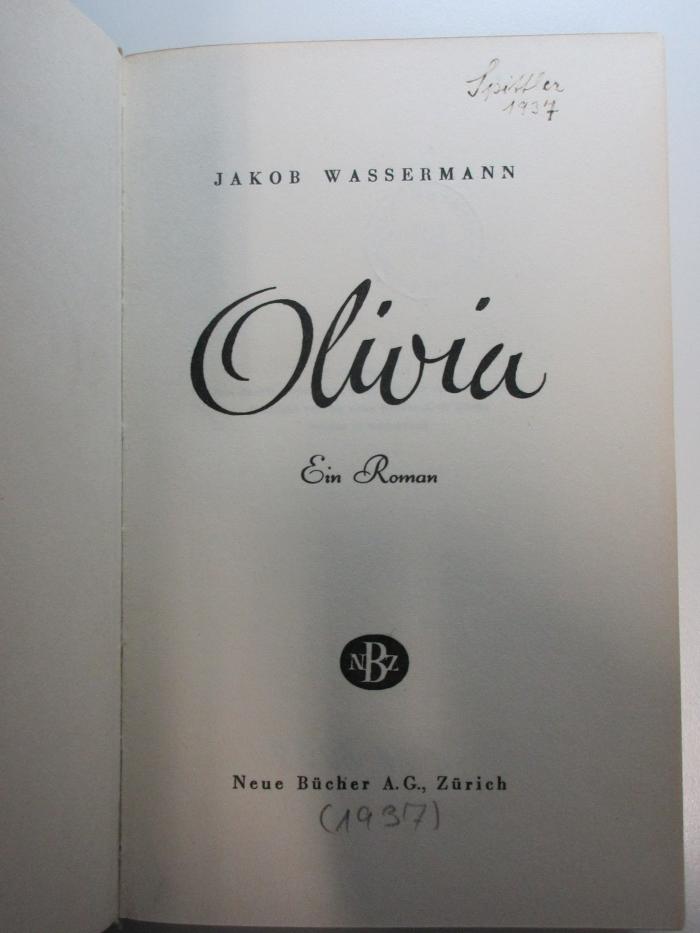 Spittler
1937
JAKOB WASSERMANN
Olivia
Ein Roman
NBZ
Neue Bücher A.G., Zürich
(1937)